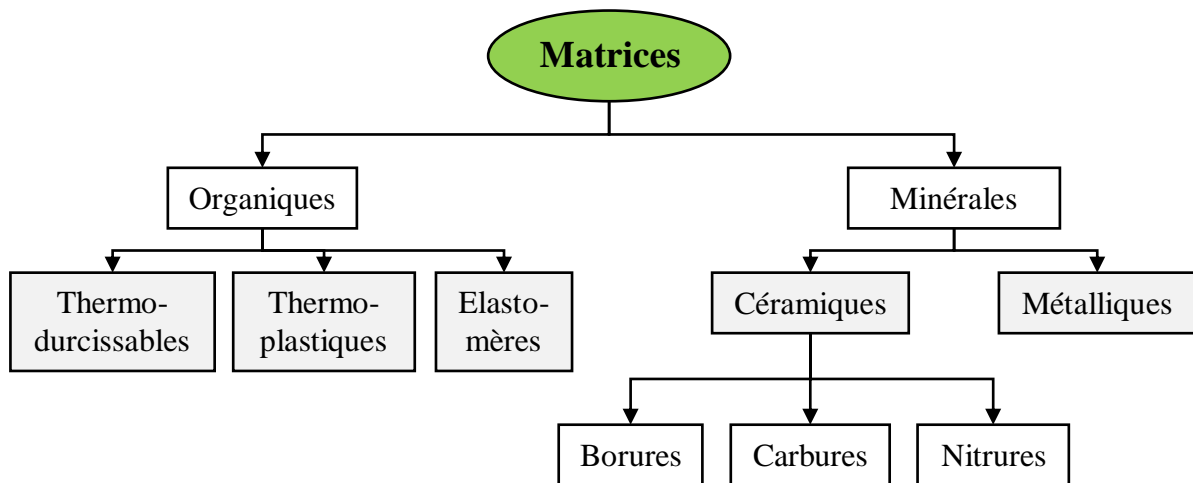 Matrices
Organiques
Minérales
Thermo-
durcissables
Thermo-
plastiques
Elasto-
mères
Céramiques
Métalliques
Borures
Carbures
Nitrures